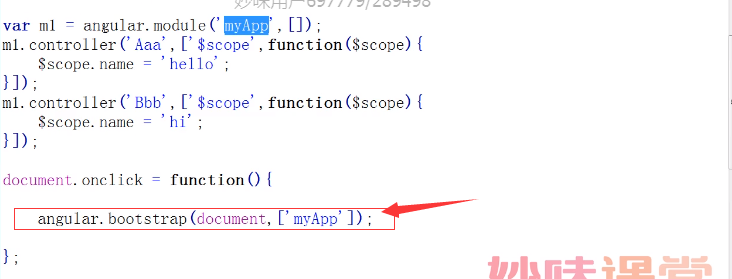 妙味用户697779/289498
var m1 = angular.module('myApp',[]);
m1.controller('Aaa',['$scope',function($scope){
$scope.name = 'hello';
}]);
m1.controller('Bbb',['$scope',function($scope){
$scope.name = 'hi';
}]);
document.onclick = function(){
angular.bootstrap(document,['myApp']);
};
妙味课堂